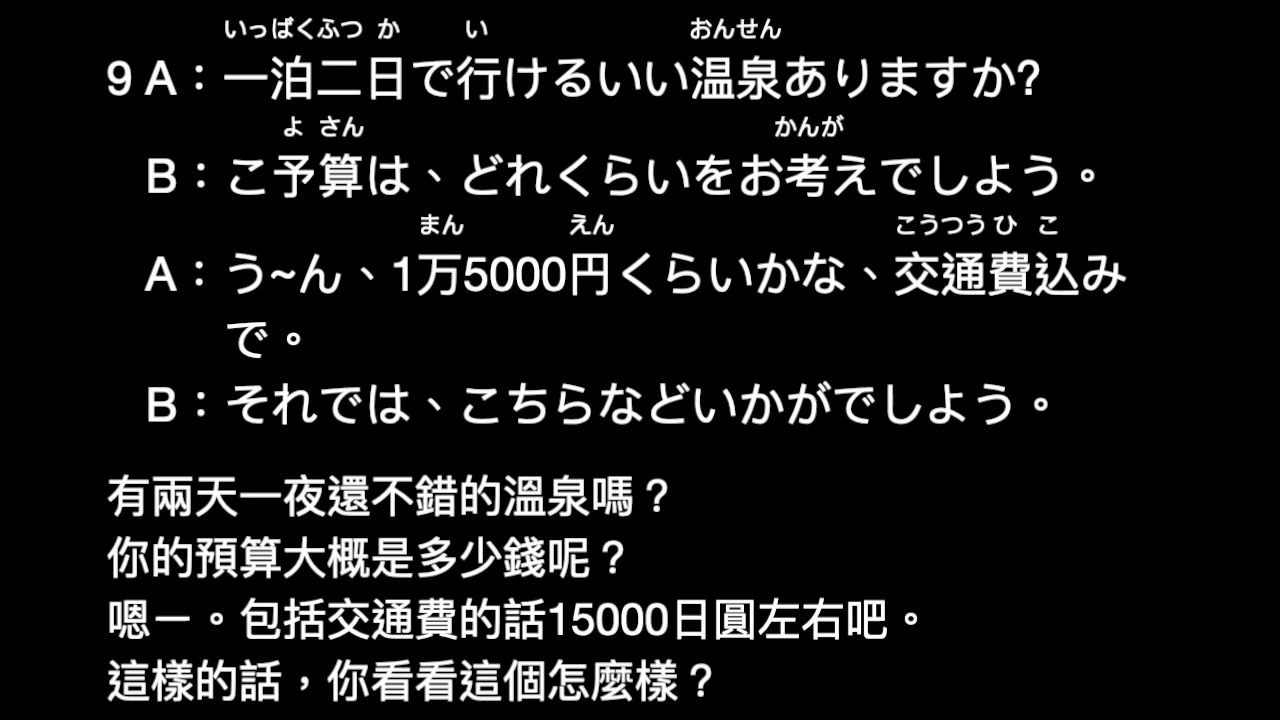 いっぱくふつ か い おんせん
9 A：一泊二日で行けるいい温泉ありますか?
よ さん かんが
B：こ予算は、どれくらいをお考えでしよう。
まん えん こうつう ひ こ
A：う~ん、1万5000円くらいかな、交通費込み
で。
B：それでは、こちらなどいかがでしよう。
有兩天一夜還不錯的溫泉嗎？
你的預算大概是多少錢呢？
嗯－。包括交通費的話15000日圓左右吧。
這樣的話，你看看這個怎麼樣？